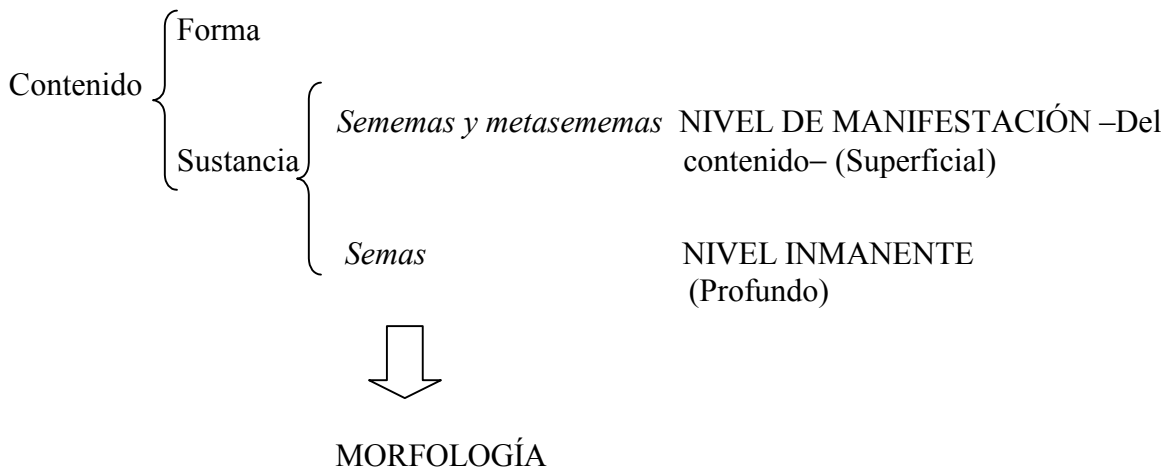 Forma
Contenido
Sememas y metasememas NIVEL DE MANIFESTACIÓN –Del
Sustancia contenido– (Superficial)
Semas NIVEL INMANENTE
(Profundo)
MORFOLOGÍA